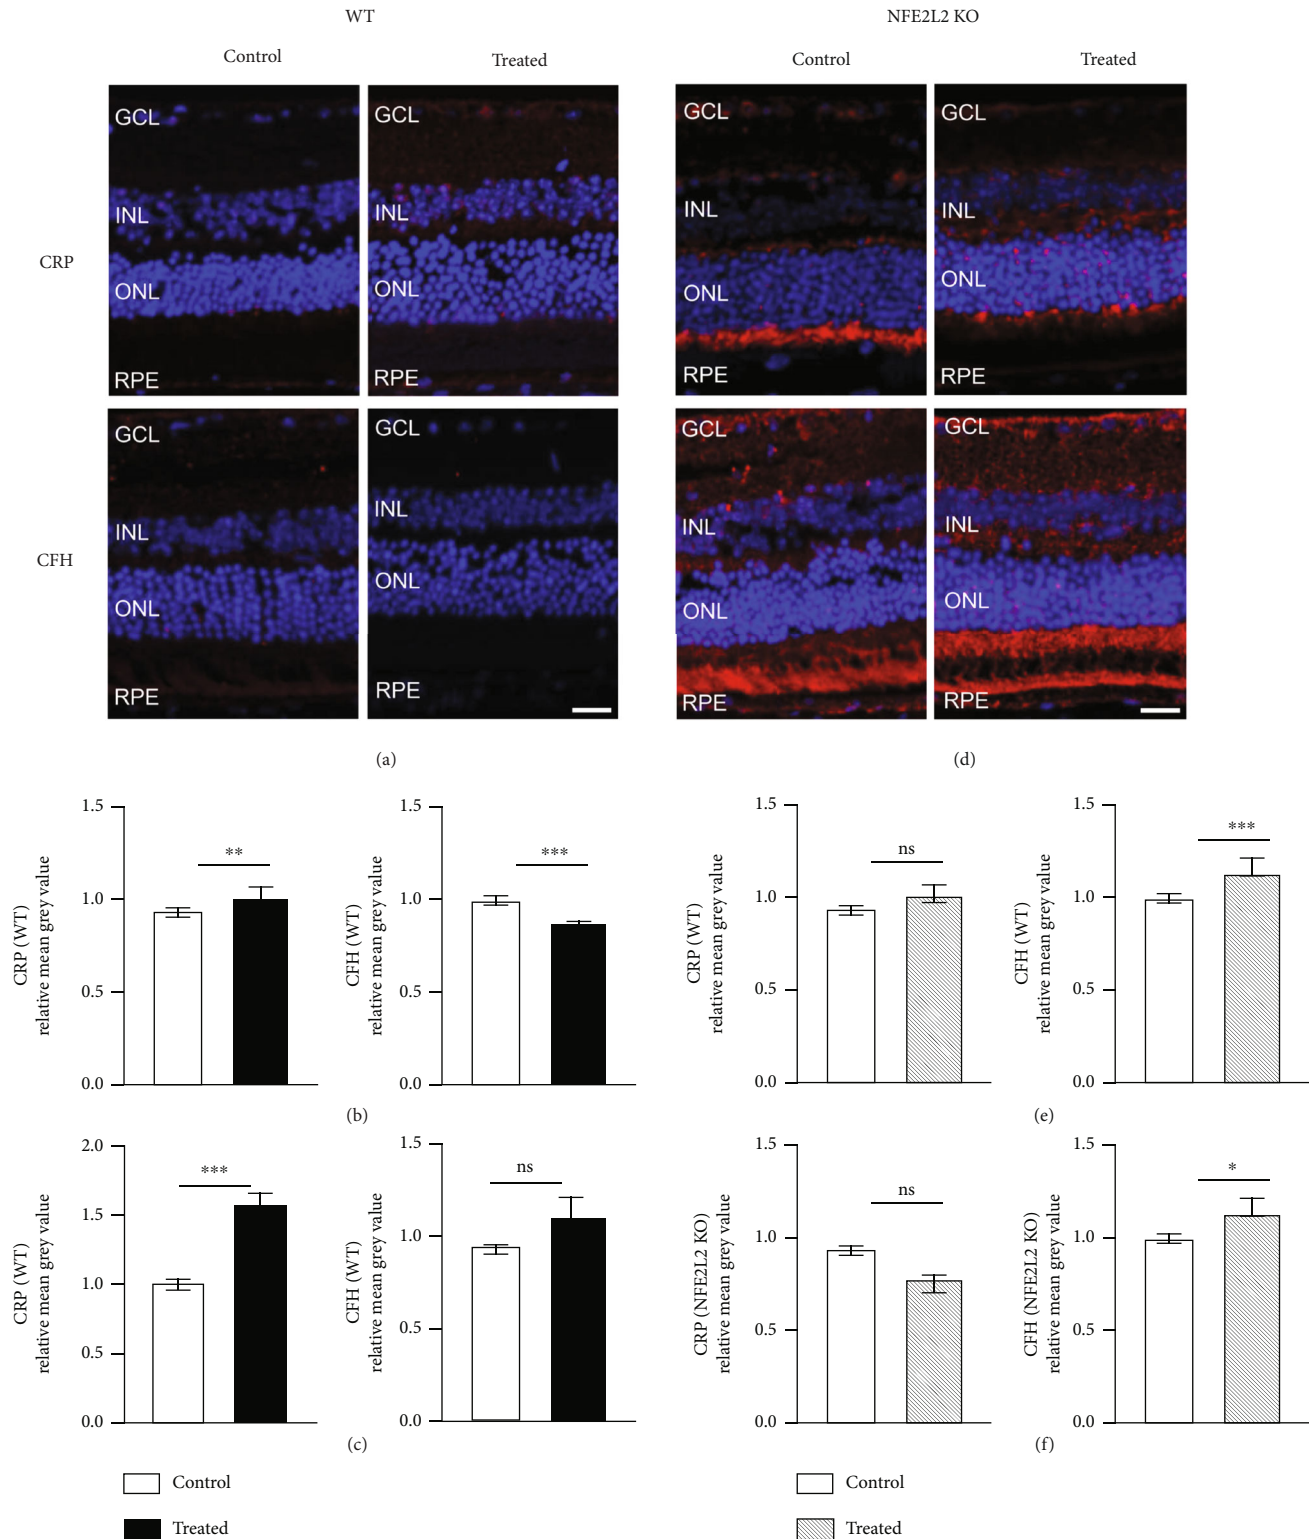 WT
NFE2L2 KO
Control
Treated
Control
Treated
CRP
GCL
INL
ONL
RPE
GCL
INL
ONL
RPE
GCL
INL
ONL
RPE
GCL
INL
ONL
RPE
CFH
GCL
INL
ONL
RPE
GCL
INL
ONL
RPE
GCL
INL
ONL
RPE
GCL
INL
ONL
RPE
(a)
(d)
CRP (WT)
relative mean grey value
1.5
1.0
0.5
0.0
**
CFH (WT)
relative mean grey value
1.5
1.0
0.5
0.0
***
(b)
CRP (WT)
relative mean grey value
1.5
1.0
0.5
0.0
ns
CFH (WT)
relative mean grey value
1.5
1.0
0.5
0.0
***
(e)
CRP (WT)
relative mean grey value
2.0
1.5
1.0
0.5
0.0
***
CFH (WT)
relative mean grey value
1.5
1.0
0.5
0.0
ns
(c)
CRP (NFE2L2 KO)
relative mean grey value
1.5
1.0
0.5
0.0
ns
CFH (NFE2L2 KO)
relative mean grey value
1.5
1.0
0.5
0.0
*
(f)
Control
Treated
Control
Treated